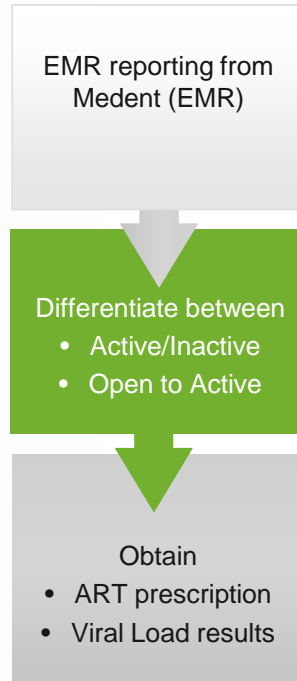 EMR reporting from
Medent (EMR)
Differentiate between
• Active/Inactive
• Open to Active
Obtain
• ART prescription
• Viral Load results